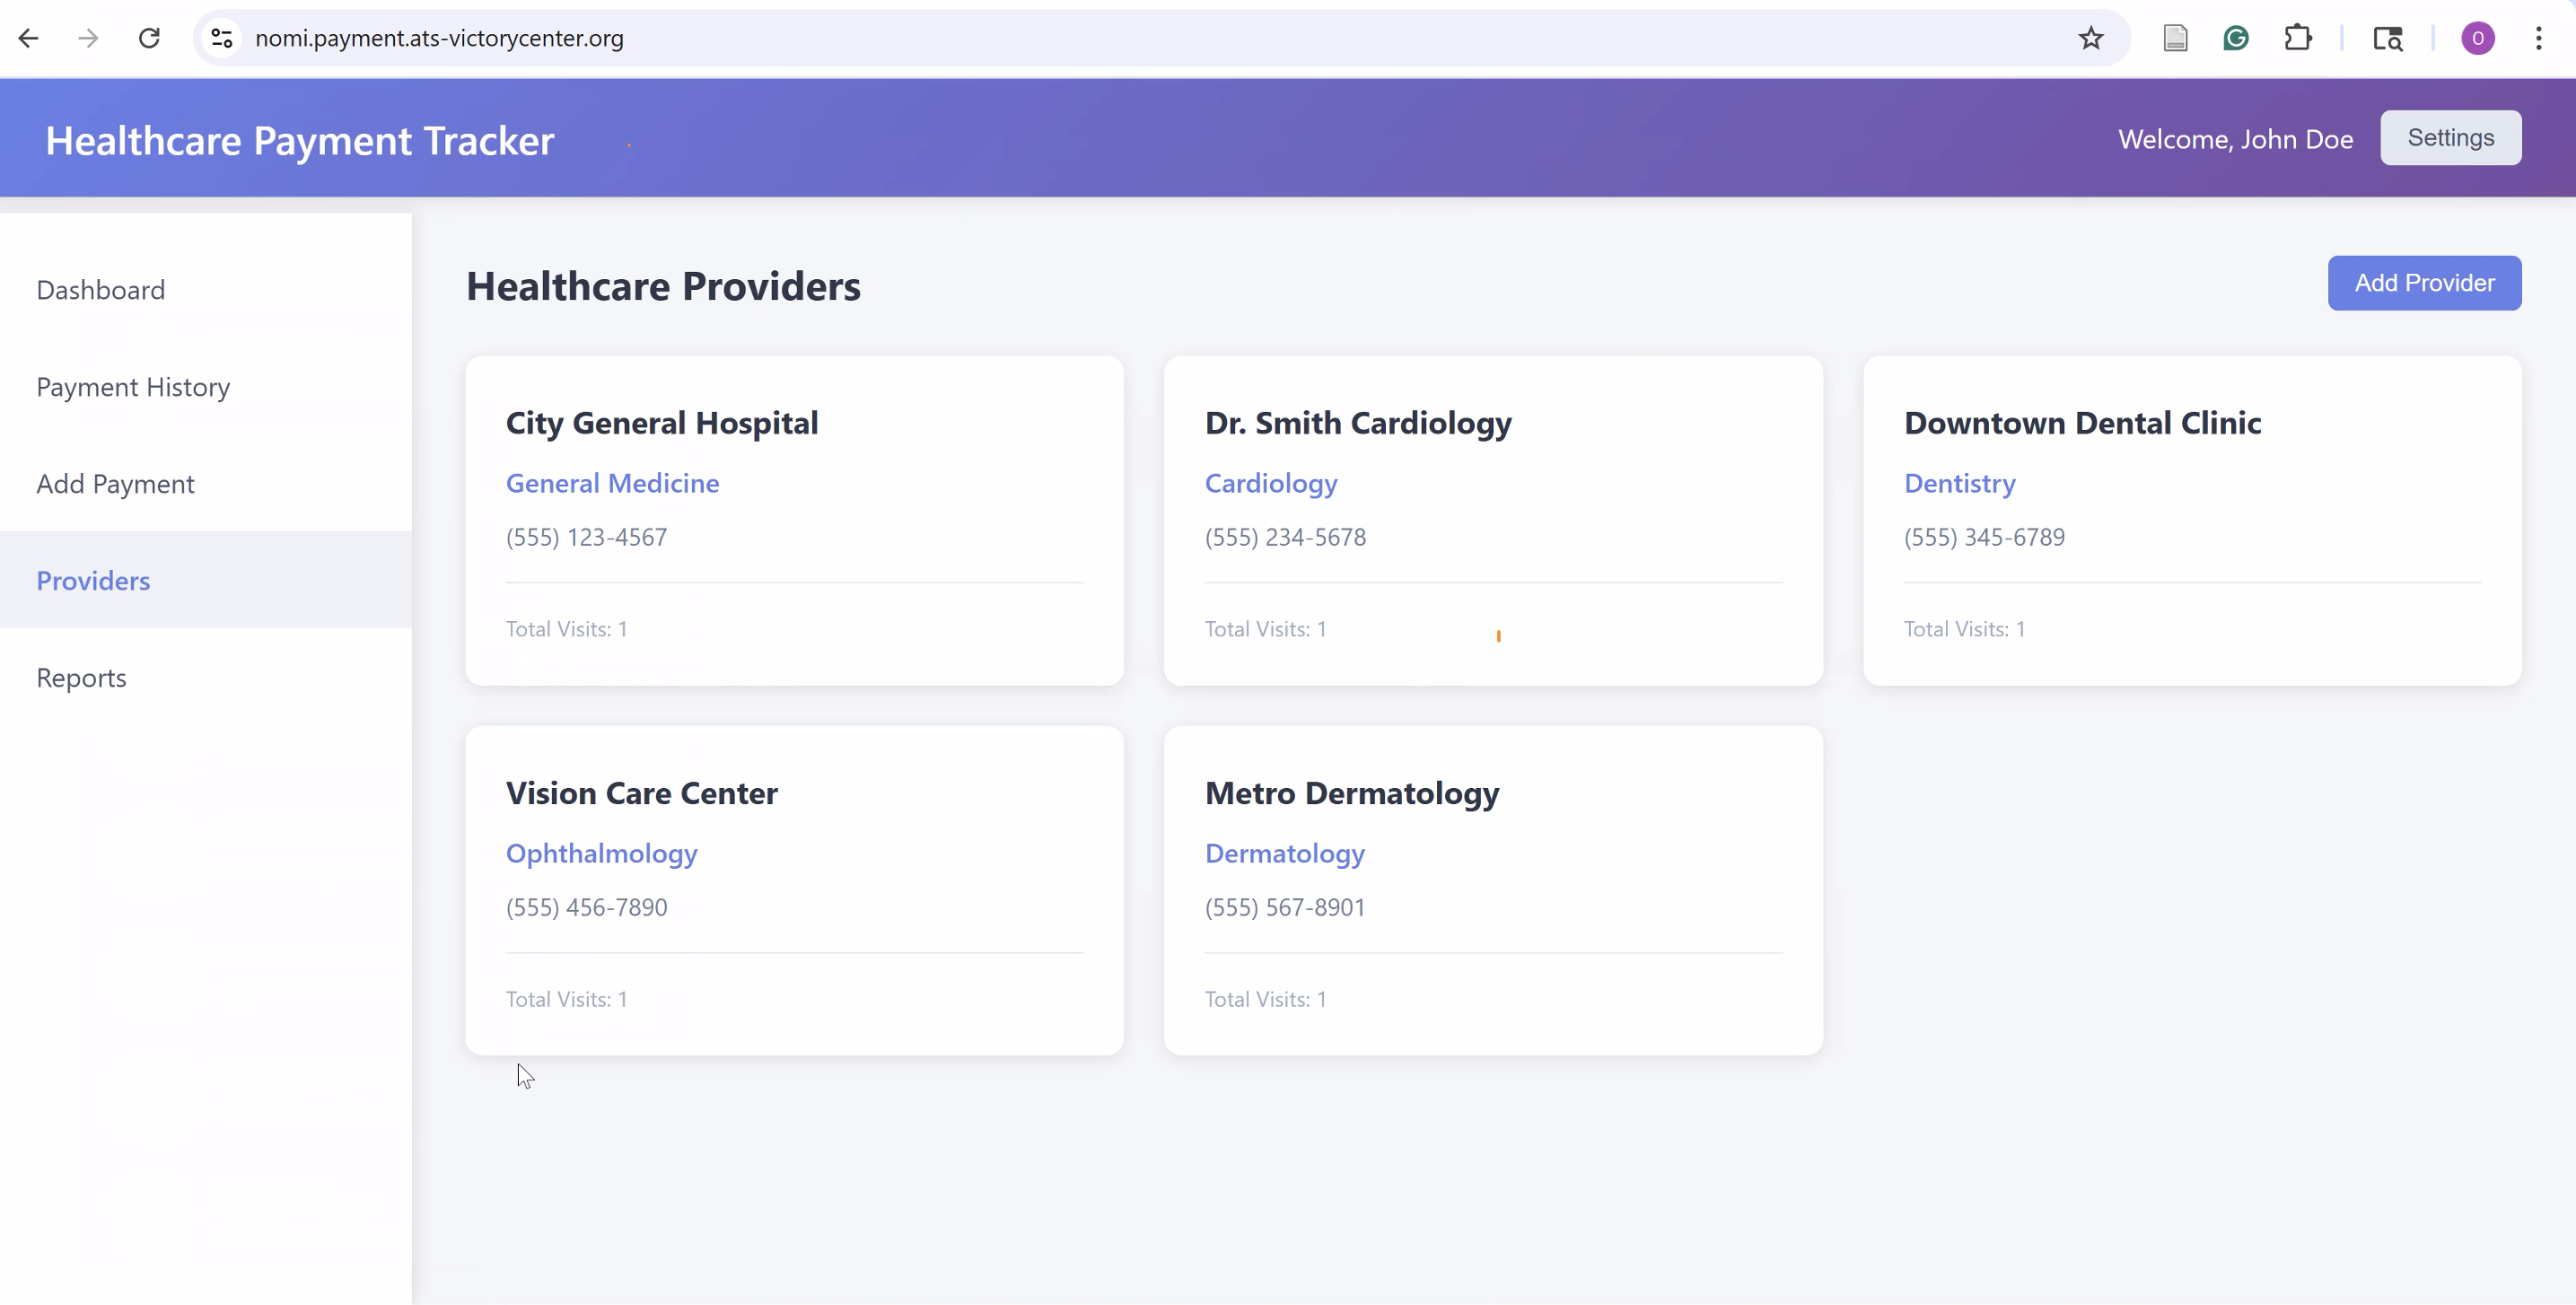 nomi.payment.ats-victorycenter.org
O
Healthcare Payment Tracker
Welcome, John Doe
Settings
Dashboard
Payment History
Add Payment
Providers
Reports
Healthcare Providers
Add Provider
City General Hospital
General Medicine
(555) 123-4567
Total Visits: 1
Dr. Smith Cardiology
Cardiology
(555) 234-5678
Total Visits: 1
Downtown Dental Clinic
Dentistry
(555) 345-6789
Total Visits: 1
Vision Care Center
Ophthalmology
(555) 456-7890
Total Visits: 1
Metro Dermatology
Dermatology
(555) 567-8901
Total Visits: 1